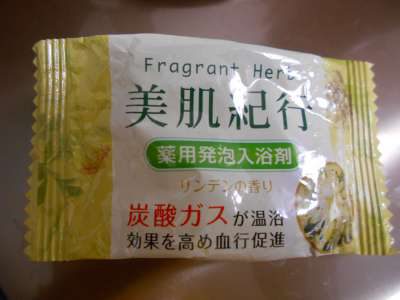 Fragrant Herb
美肌紀行
薬用発泡入浴剤
リンデンの香り
炭酸ガスが温浴
効果を高め血行促進